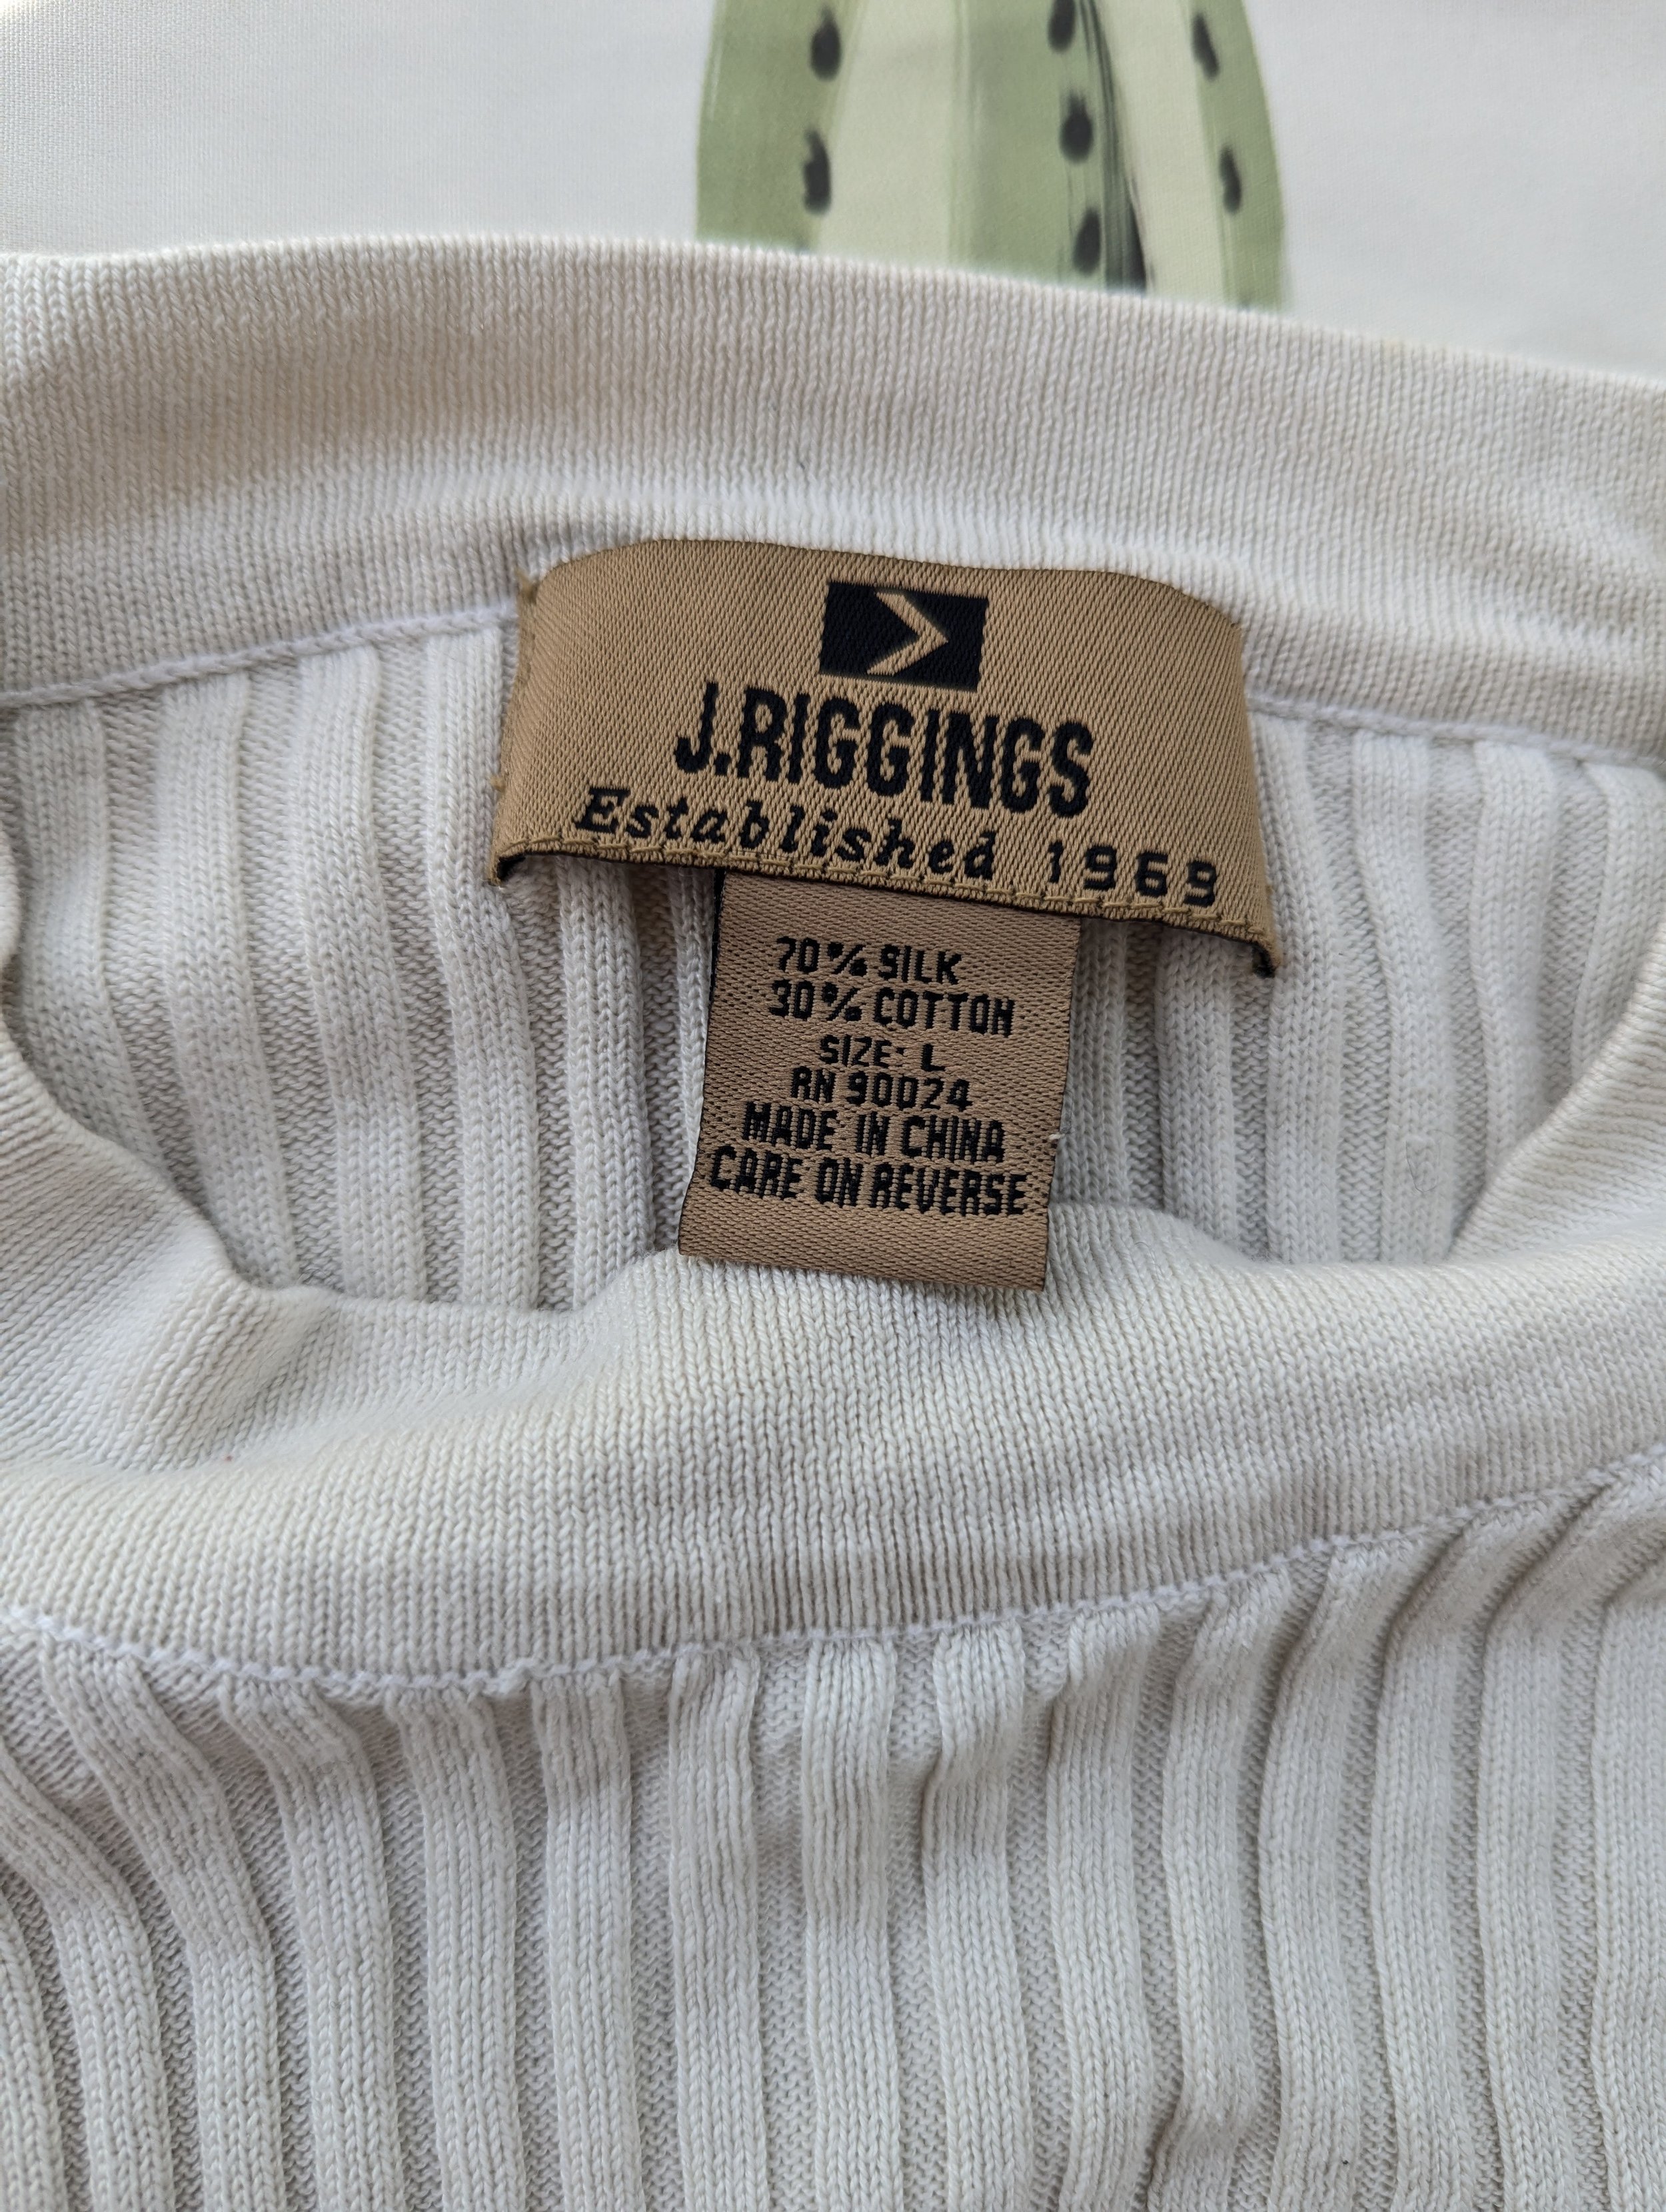 J.RIGGINGS
Established 1969
70% SILK
30% COTTON
SIZE: L
RN 90024
MADE IN CHINA
CARE ON REVERSE